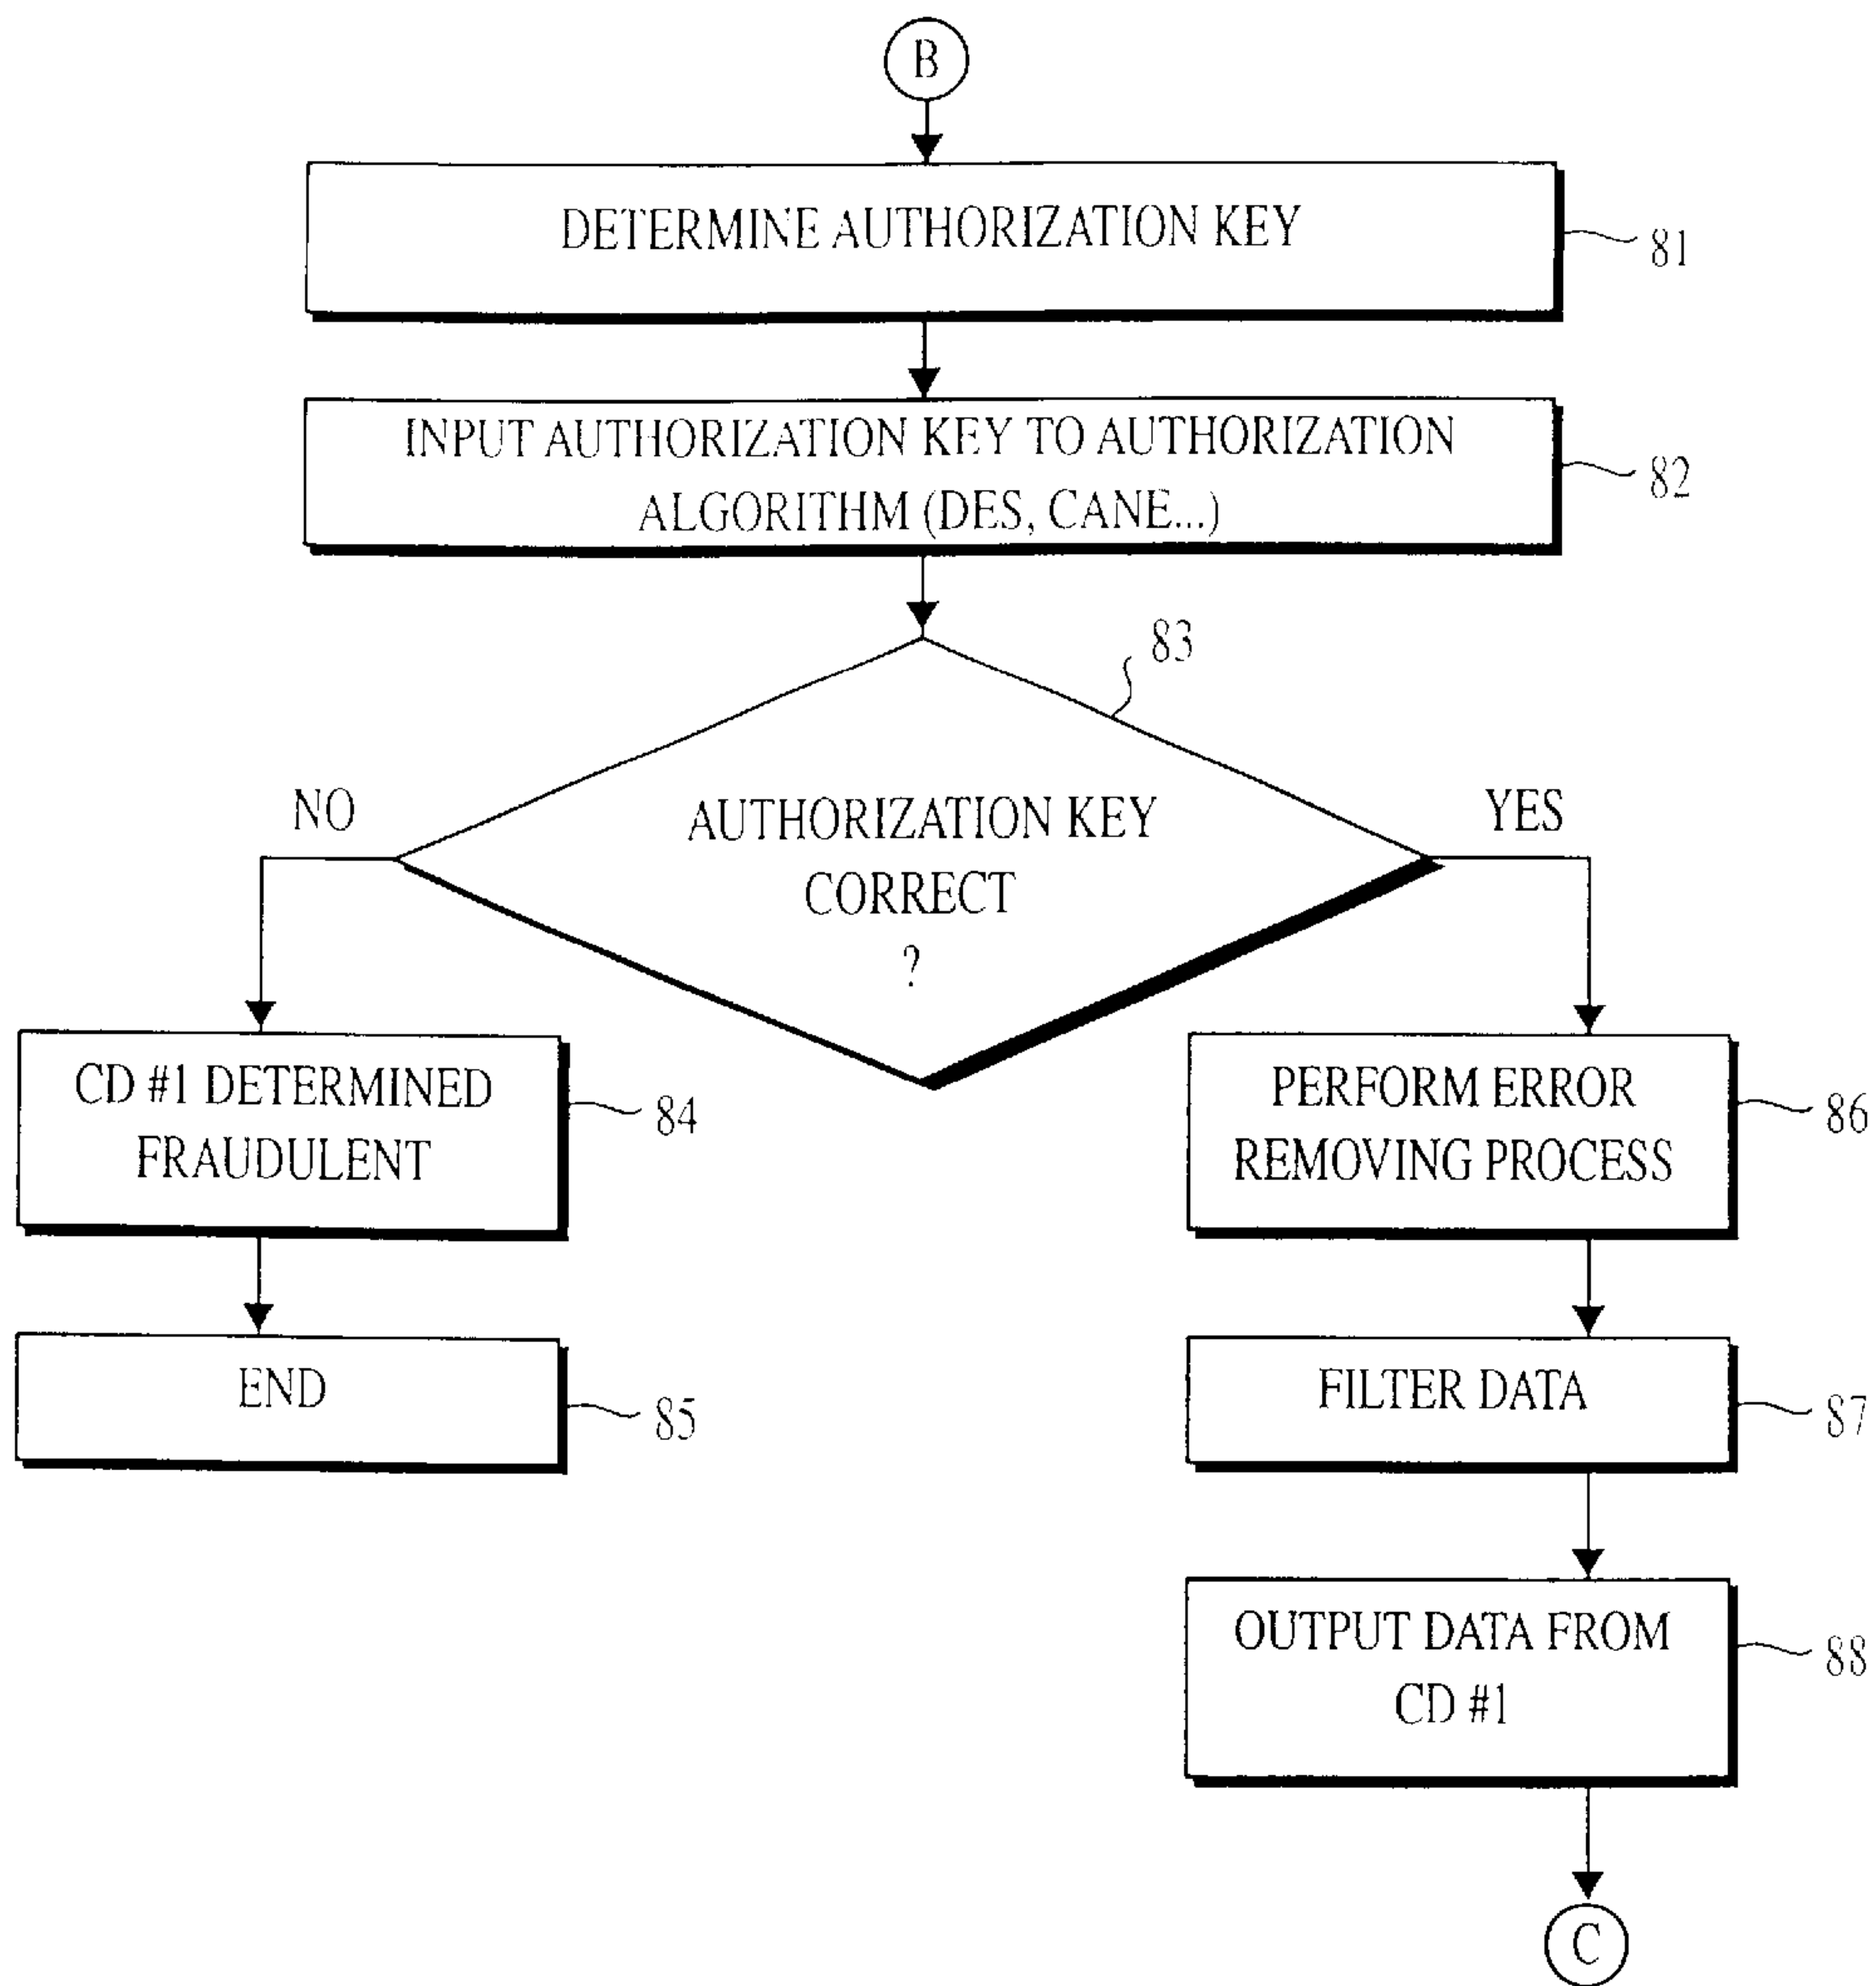 B
DETERMINE AUTHORIZATION KEY
81
INPUT AUTHORIZATION KEY TO AUTHORIZATION
ALGORITHM (DES, CANE...)
82
83
NO
YES
AUTHORIZATION KEY
CORRECT
?
CD #1 DETERMINED
FRAUDULENT
84
PERFORM ERROR
REMOVING PROCESS
86
END
85
FILTER DATA
87
OUTPUT DATA FROM
CD #1
88
C